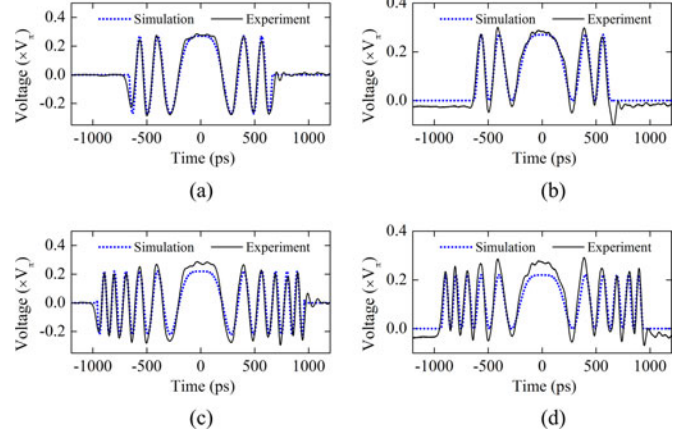 Simulation Experiment
0.4
0.2
0.0
-0.2
Voltage (×Vπ)
-1000 -500 0 500 1000
Time (ps)
(a)
Simulation Experiment
0.2
0.0
Voltage (×Vπ)
-1000 -500 0 500 1000
Time (ps)
(b)
Simulation Experiment
0.4
0.2
0.0
-0.2
Voltage (×Vπ)
-1000 -500 0 500 1000
Time (ps)
(c)
Simulation Experiment
0.4
0.2
0.0
Voltage (×Vπ)
-1000 -500 0 500 1000
Time (ps)
(d)